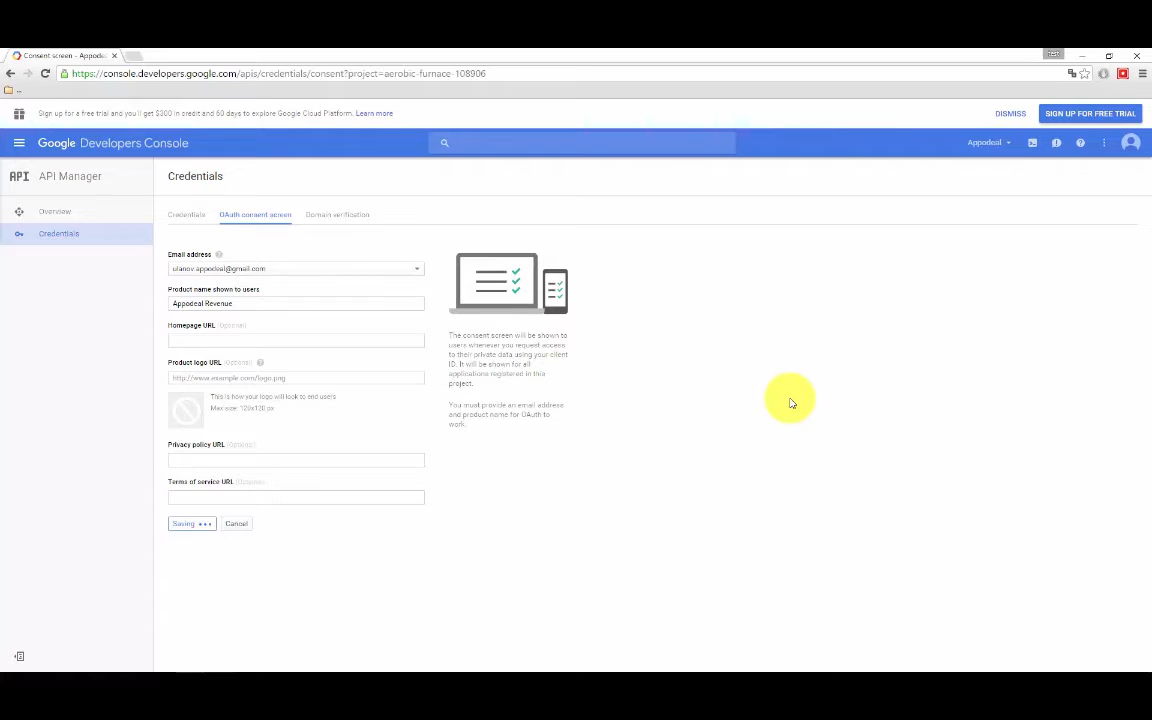 Consent screen - Appodea
https://console.developers.google.com/apis/credentials/consent?project=aerobic-furnace-108906
Sign up for a free trial and you'll get $300 in credit and 60 days to explore Google Cloud Platform. Learn more
DISMISS
SIGN UP FOR FREE TRIAL
Google Developers Console
Appodeal
API API Manager
Credentials
Overview
Credentials
Credentials
OAuth consent screen
Domain verification
Email address
ulanov.appodeal@gmail.com
Product name shown to users
Appodeal Revenue
Homepage URL (Optional)
Product logo URL (Optional)
http://www.example.com/logo.png
This is how your logo will look to end users
Max size: 120x120 px
Privacy policy URL (Optional)
Terms of service URL (Optional)
Saving
Cancel
The consent screen will be shown to
users whenever you request access
to their private data using your client
ID. It will be shown for all
applications registered in this
project.
You must provide an email address
and product name for OAuth to
work.